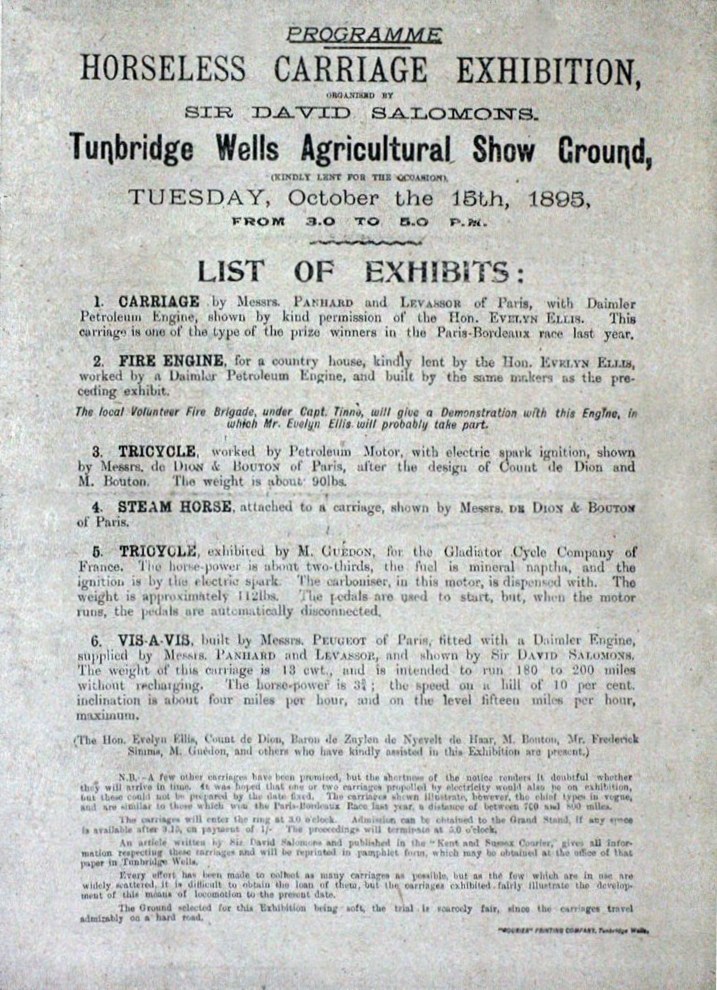 PROGRAMME
HORSELESS CARRIAGE EXHIBITION,
ORGANISED BY
SIR DAVID SALOMONS.
Tunbridge Wells Agricultural Show Ground,
(KINDLY LENT FOR THE OCCASION).
TUESDAY, October the 15th, 1895,
FROM 3.0 TO 5.0 P.M.
LIST OF EXHIBITS:
1. CARRIAGE by Messrs. PANHARD and LEVASSOR of Paris, with Daimler
Petroleum Engine, shown by kind permission of the Hon. EVELYN ELLIS. This
carriage is one of the type of the prize winners in the Paris-Bordeaux race last year.
2. FIRE ENGINE, for a country house, kindly lent by the Hon. EVELYN ELLIS,
worked by a Daimler Petroleum Engine, and built by the same makers as the pre-
ceding exhibit.
The local Volunteer Fire Brigade, under Capt. Tinne, will give a Demonstration with this Engine, in
which Mr. Evelyn Ellis will probably take part.
3. TRICYCLE, worked by Petroleum Motor, with electric spark ignition, shown
by Messrs. de DION & BOUTON of Paris, after the design of Count de Dion and
M. Bouton. The weight is about 90lbs.
4. STEAM HORSE, attached to a carriage, shown by Messrs. DE DION & BOUTON
of Paris.
5. TRICYCLE, exhibited by M. GUÉDON, for the Gladiator Cycle Company of
France. The horse-power is about two-thirds, the fuel is mineral naptha, and the
ignition is by the electric spark. The carboniser, in this motor, is dispensed with. The
weight is approximately 112lbs. The pedals are used to start, but, when the motor
runs, the pedals are automatically disconnected.
6. VIS-A-VIS, built by Messrs. PEUGEOT of Paris, fitted with a Daimler Engine,
supplied by Messrs. PANHARD and LEVASSOR, and shown by Sir DAVID SALOMONS.
The weight of this carriage is 13 cwt., and is intended to run 180 to 200 miles
without recharging. The horse-power is 3¾; the speed on a hill of 10 per cent.
inclination is about four miles per hour, and on the level fifteen miles per hour,
maximum.
(The Hon. Evelyn Ellis, Count de Dion, Baron de Zuylen de Nyevelt de Haar, M. Bouton, Mr. Frederick
Simms, M. Guédon, and others who have kindly assisted in this Exhibition are present.)
N.B.—A few other carriages have been promised, but the shortness of the notice renders it doubtful whether
they will arrive in time. It was hoped that one or two carriages propelled by electricity would also be on exhibition,
but these could not be prepared by the date fixed. The carriages shown illustrate, however, the chief types in vogue,
and are similar to those which won the Paris-Bordeaux Race last year, a distance of between 700 and 800 miles.
The carriages will enter the ring at 3.0 o'clock. Admission can be obtained to the Grand Stand, if any space
is available after 3.15, on payment of 1/- The proceedings will terminate at 5.0 o'clock.
An article written by Sir David Salomons and published in the "Kent and Sussex Courier," gives all infor-
mation respecting these carriages and will be reprinted in pamphlet form, which may be obtained at the office of that
paper in Tunbridge Wells.
Every effort has been made to collect as many carriages as possible, but as the few which are in use are
widely scattered, it is difficult to obtain the loan of them, but the carriages exhibited fairly illustrate the develop-
ment of this means of locomotion to the present date.
The Ground selected for this Exhibition being soft, the trial is scarcely fair, since the carriages travel
admirably on a hard road.
"COURIER" PRINTING COMPANY, Tunbridge Wells.